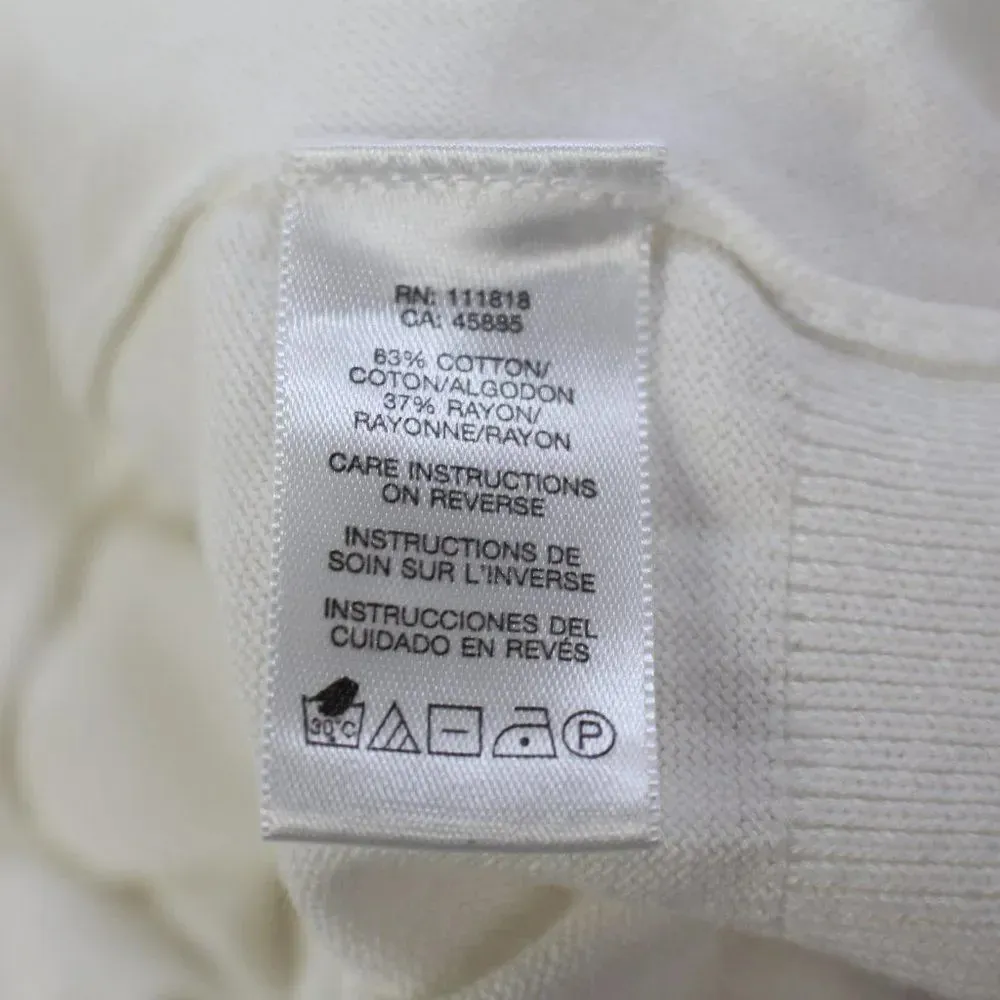 RN: 111818
CA: 45885
63% COTTON/
COTON/ALGODON
37% RAYON/
RAYONNE/RAYON
CARE INSTRUCTIONS
ON REVERSE
INSTRUCTIONS DE
SOIN SUR L'INVERSE
INSTRUCCIONES DEL
CUIDADO EN REVÉS
30°C P